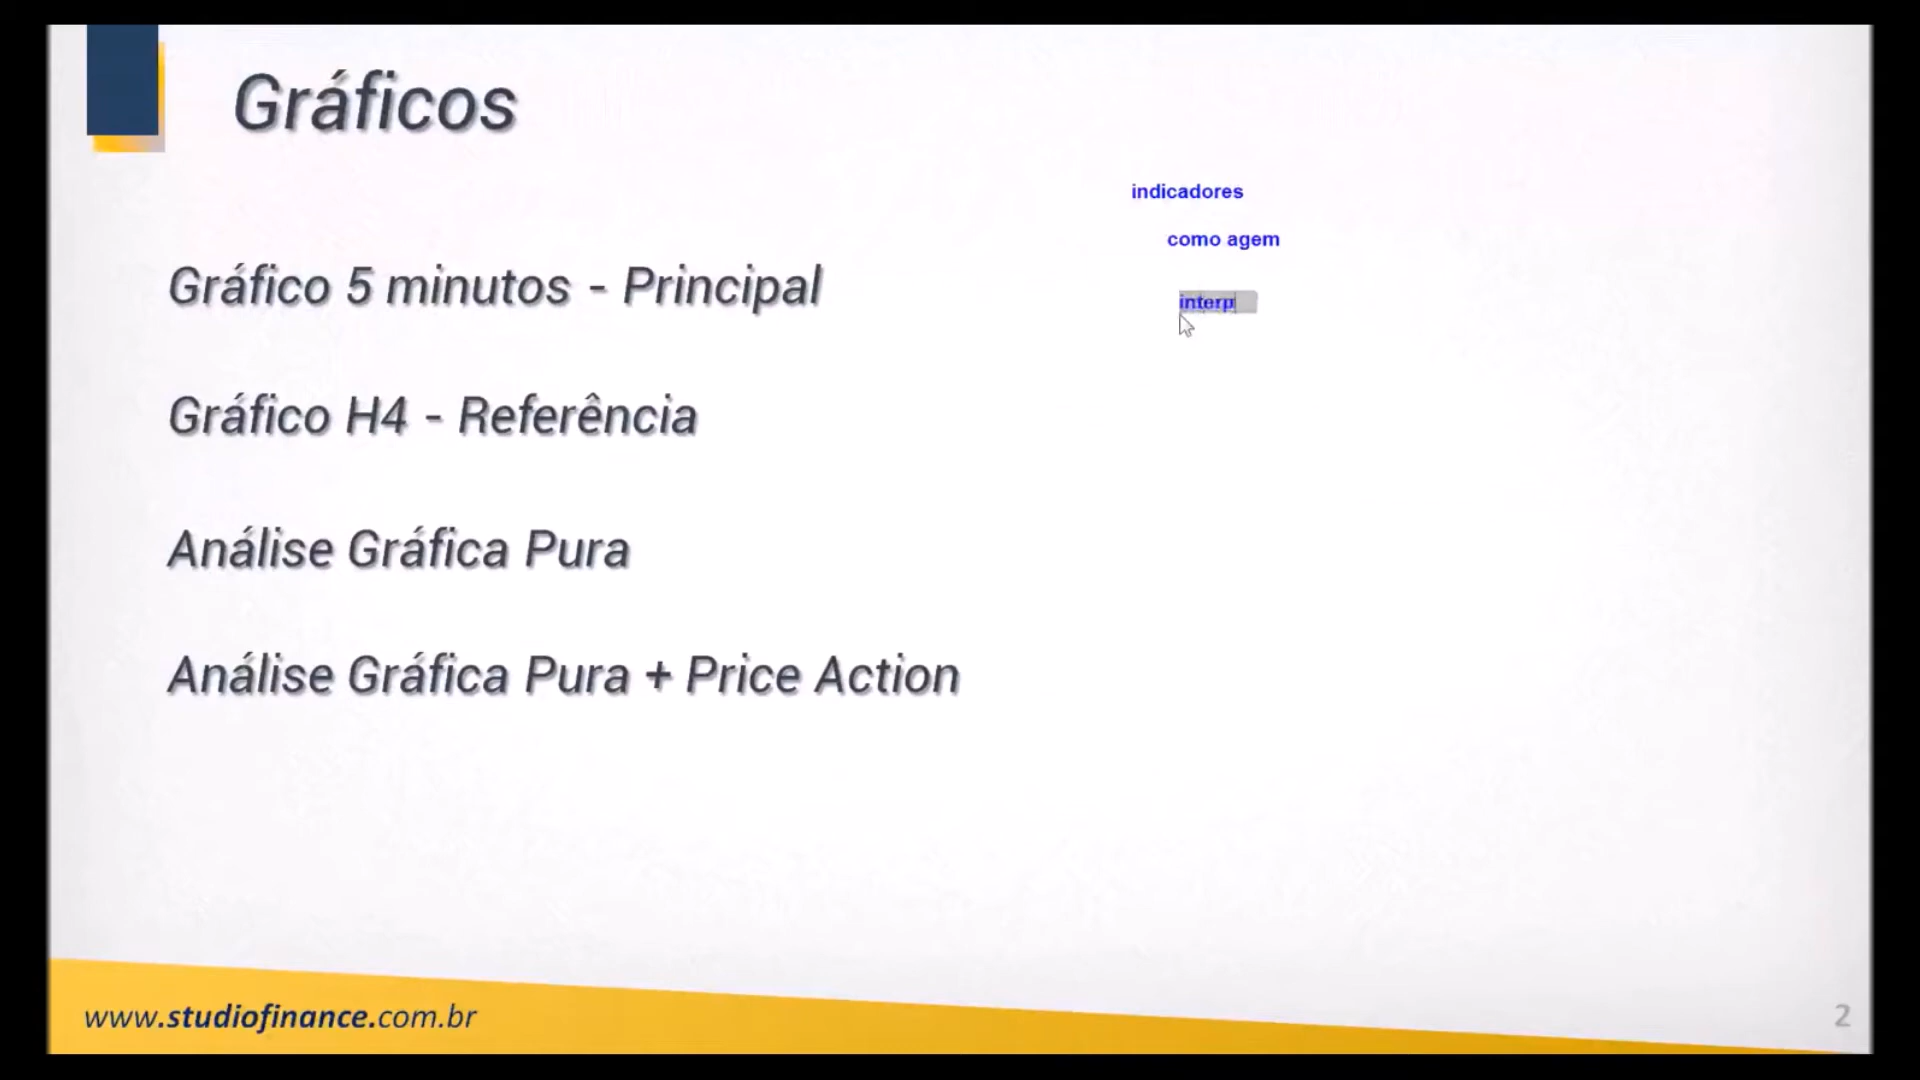 Gráficos
indicadores
como agem
Gráfico 5 minutos - Principal
interp
Gráfico H4 - Referência
Análise Gráfica Pura
Análise Gráfica Pura + Price Action
www.studiofinance.com.br
2